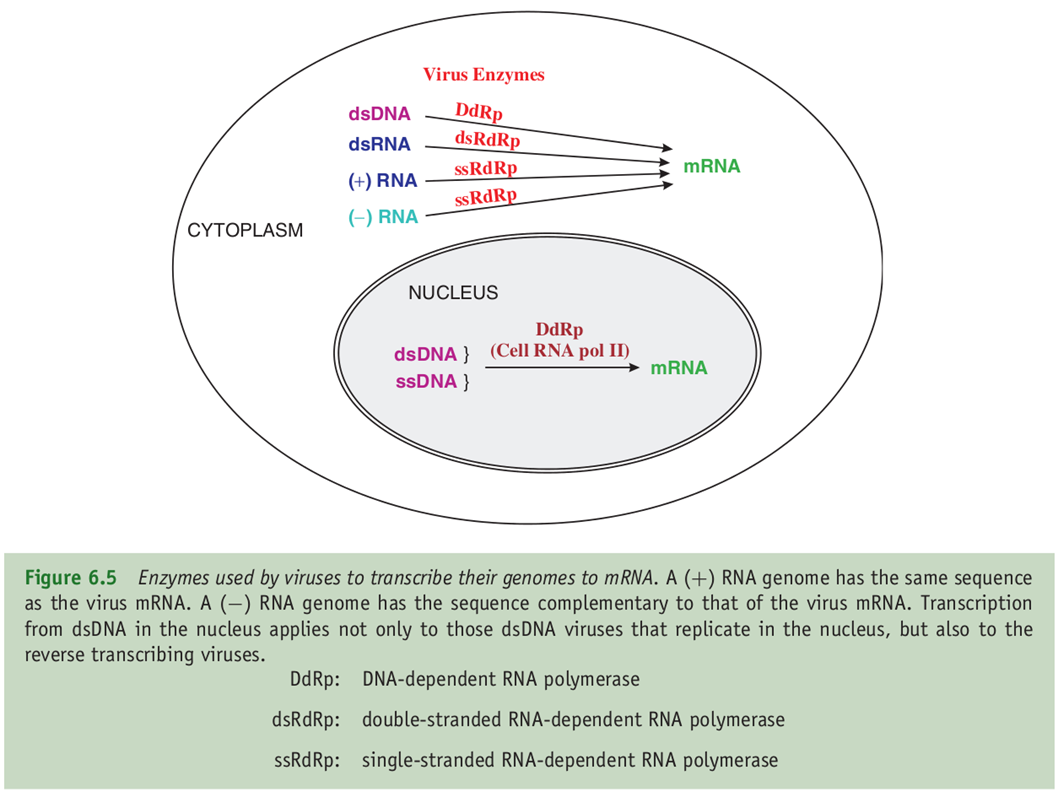 Virus Enzymes
dsDNA
DdRp
dsRNA
dsRdRp
(+) RNA
ssRdRp
(−) RNA
ssRdRp
mRNA
CYTOPLASM
NUCLEUS
DdRp
(Cell RNA pol II)
dsDNA }
ssDNA }
mRNA
Figure 6.5 Enzymes used by viruses to transcribe their genomes to mRNA. A (+) RNA genome has the same sequence
as the virus mRNA. A (−) RNA genome has the sequence complementary to that of the virus mRNA. Transcription
from dsDNA in the nucleus applies not only to those dsDNA viruses that replicate in the nucleus, but also to the
reverse transcribing viruses.
DdRp: DNA-dependent RNA polymerase
dsRdRp: double-stranded RNA-dependent RNA polymerase
ssRdRp: single-stranded RNA-dependent RNA polymerase